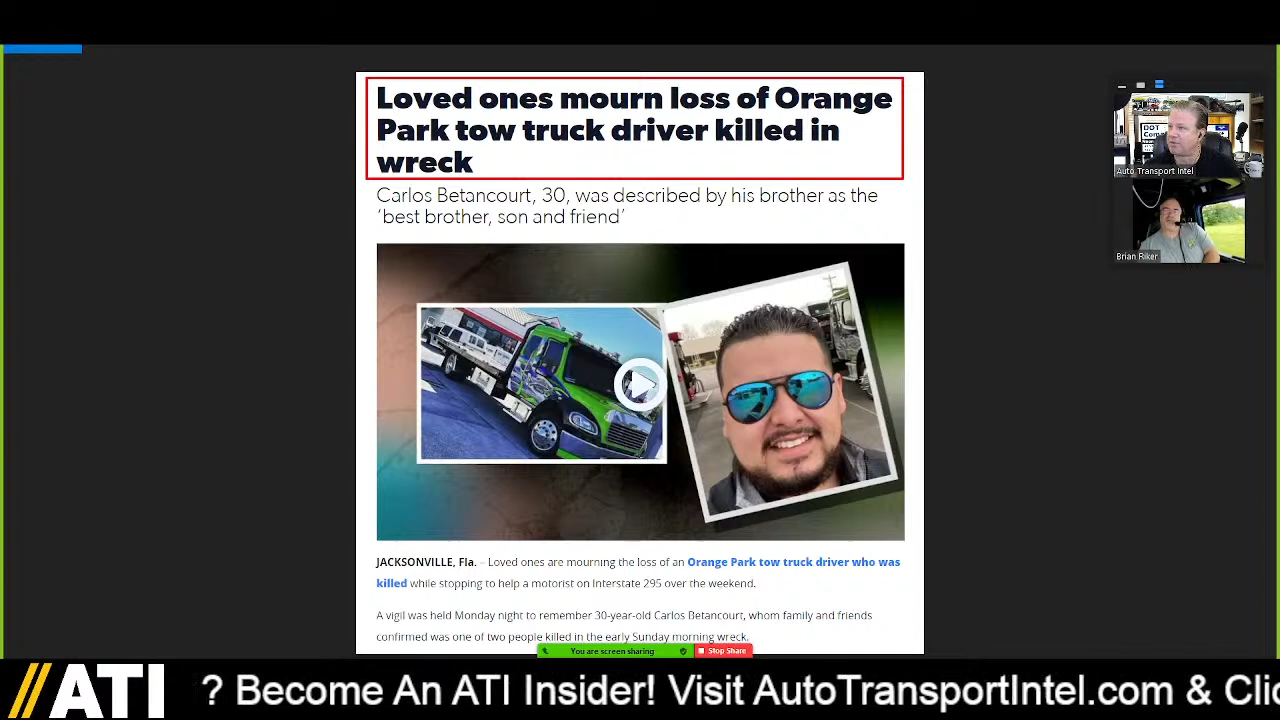 Loved ones mourn loss of Orange
Park tow truck driver killed in
wreck
Carlos Betancourt, 30, was described by his brother as the
‘best brother, son and friend’
JACKSONVILLE, Fla. – Loved ones are mourning the loss of an Orange Park tow truck driver who was
killed while stopping to help a motorist on Interstate 295 over the weekend.
A vigil was held Monday night to remember 30-year-old Carlos Betancourt, whom family and friends
confirmed was one of two people killed in the early Sunday morning wreck.
You are screen sharing
Stop Share
DOT
Auto Transport Intel
Brian Riker
//ATI
? Become An ATI Insider! Visit AutoTransportIntel.com & Clic